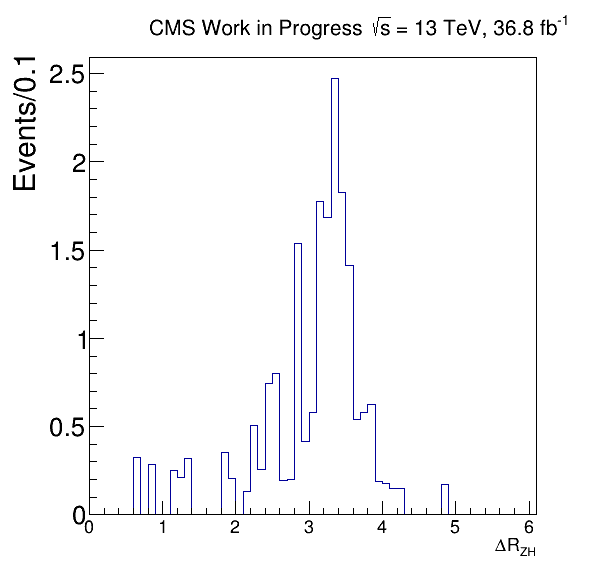 CMS Work in Progress √s = 13 TeV, 36.8 fb⁻¹
Events/0.1
2.5
2
1.5
1
0.5
0
0 1 2 3 4 5 6
ΔR_ZH